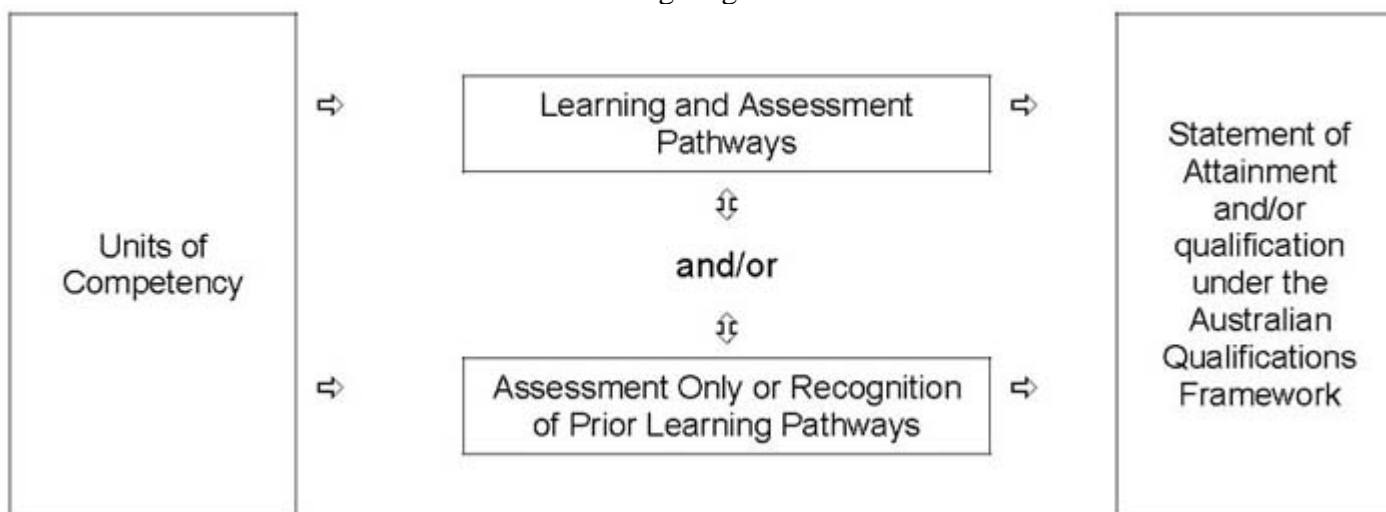 Units of
Competency
Learning and Assessment
Pathways
and/or
Assessment Only or Recognition
of Prior Learning Pathways
Statement of
Attainment
and/or
qualification
under the
Australian
Qualifications
Framework